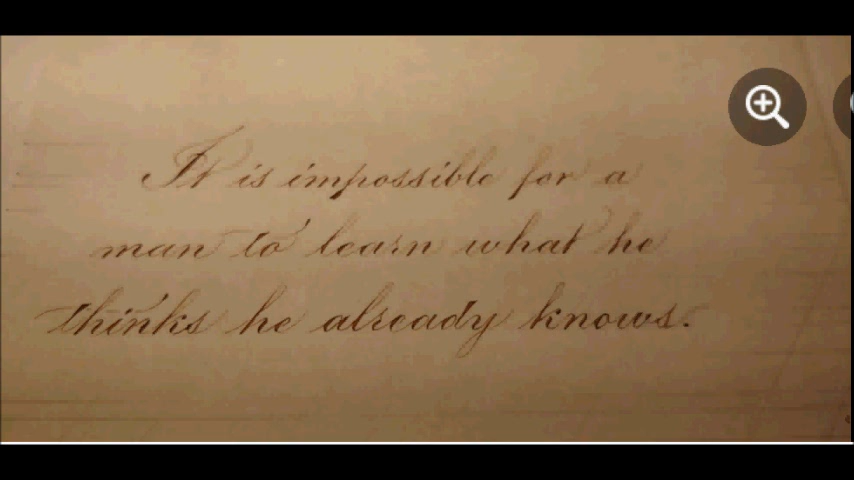 It is impossible for a
man to learn what he
thinks he already knows.